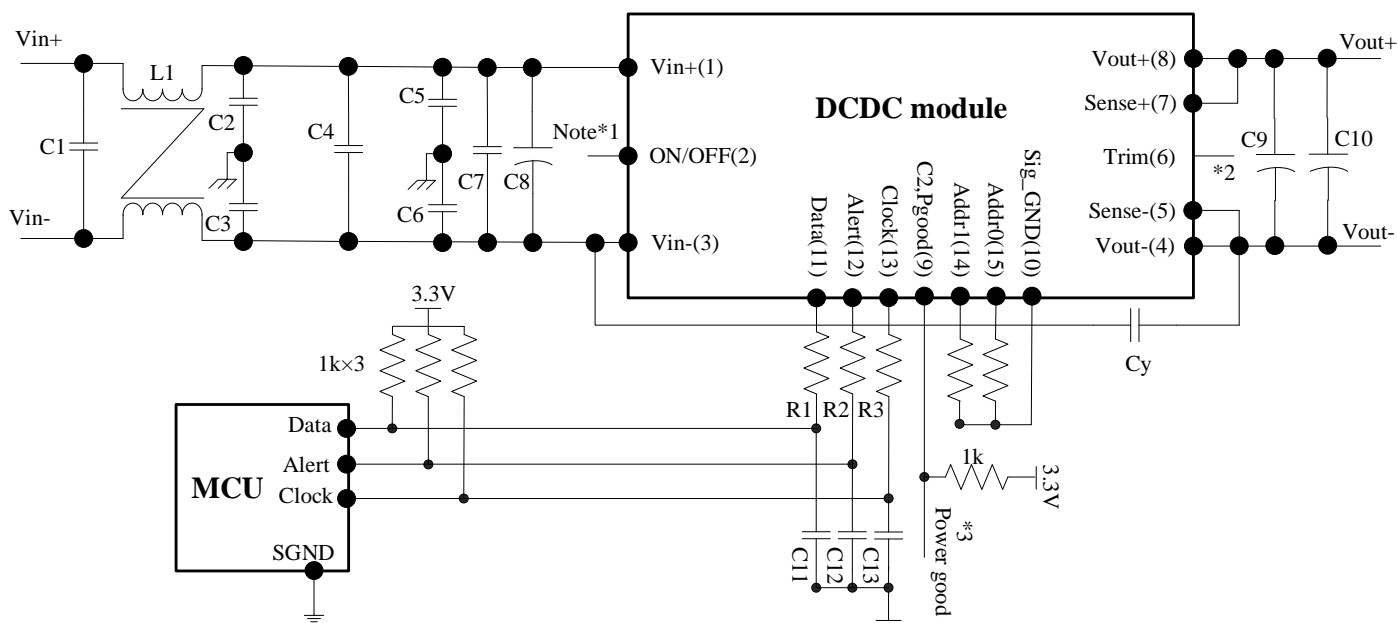 Vin+
L1
C1
C2
C3
Vin-
C4
C5
C6
C7
C8
Note*1
Vin+(1)
ON/OFF(2)
Vin-(3)
DCDC module
Vout+(8)
Sense+(7)
Trim(6)
Sense-(5)
Vout-(4)
Data(11)
Alert(12)
Clock(13)
C2,Pgood(9)
Addr1(14)
Addr0(15)
Sig_GND(10)
*2
C9
C10
Vout+
Vout-
Cy
3.3V
1k×3
R1
R2
R3
1k
3.3V
*3
Power good
MCU
Data
Alert
Clock
SGND
C11
C12
C13